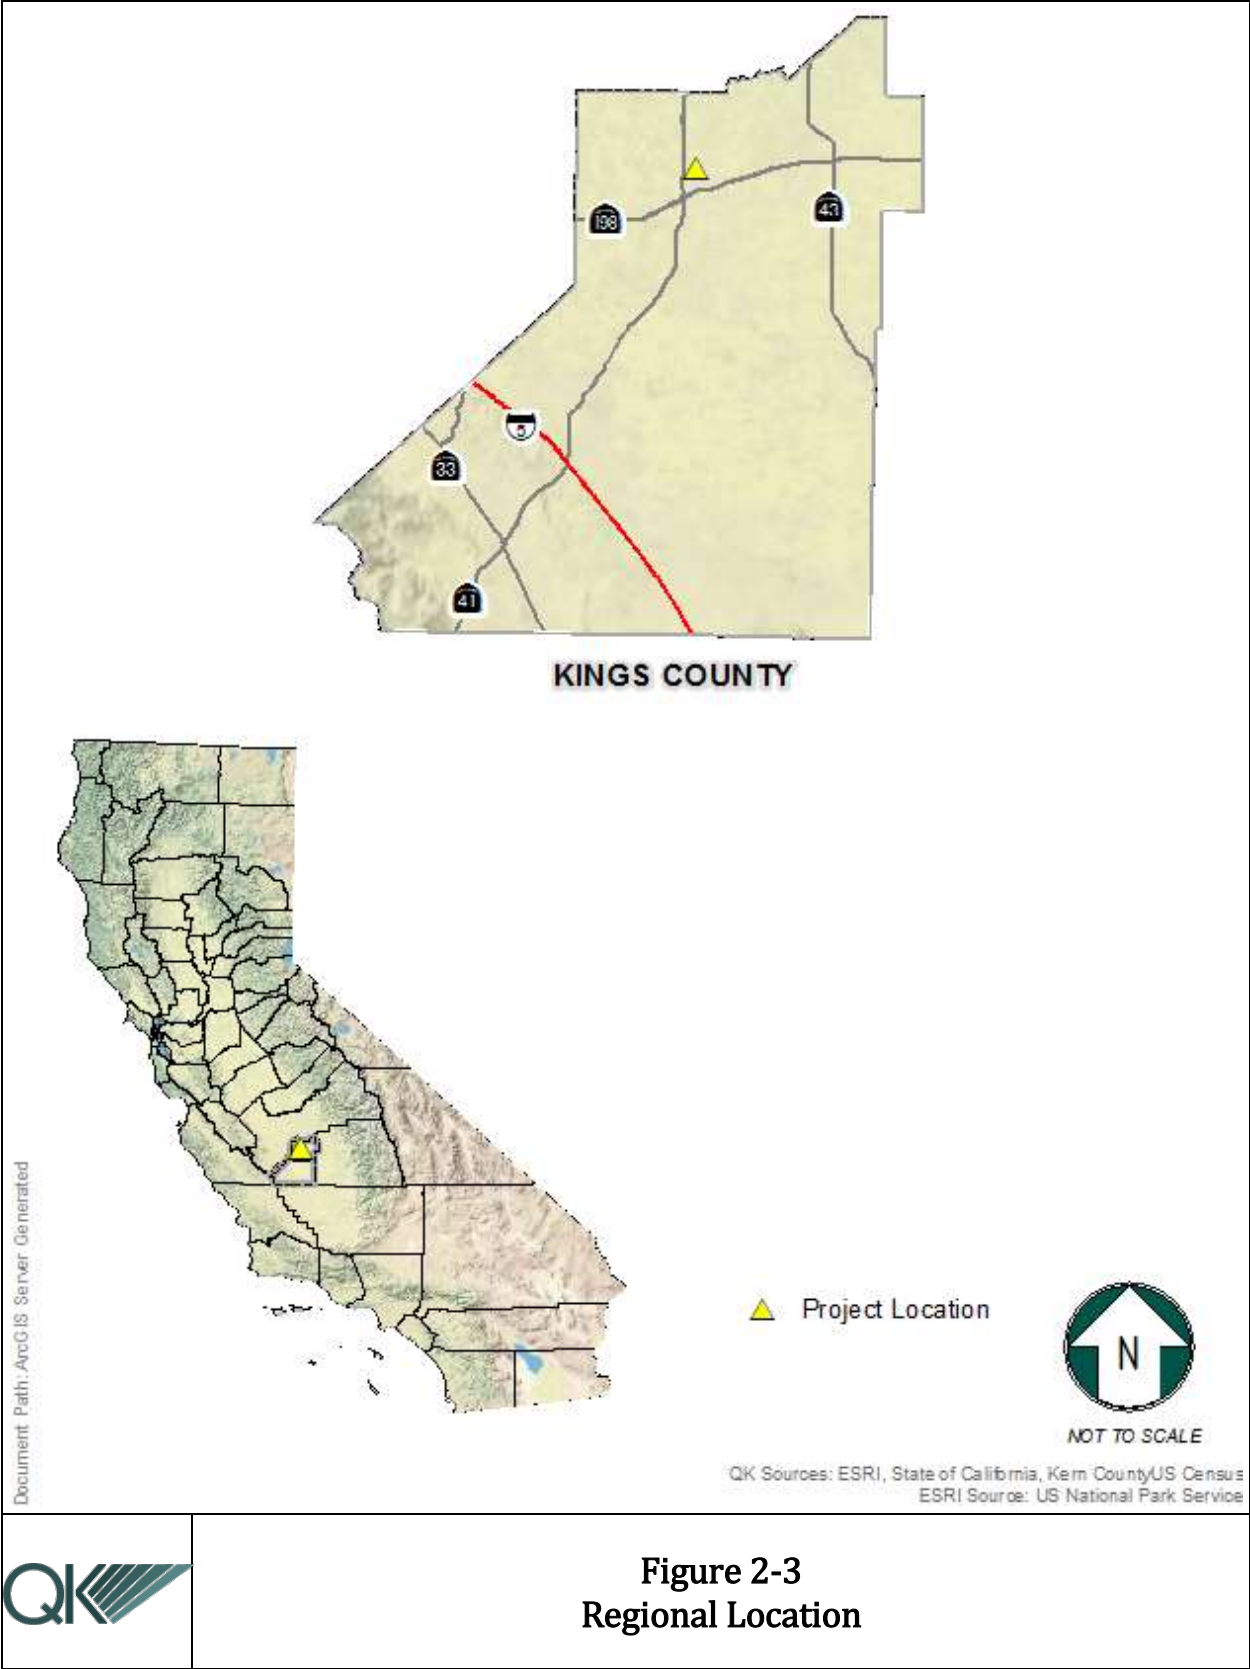 198
43
5
33
41
KINGS COUNTY
Project Location
N
NOT TO SCALE
Document Path: ArcGIS Server Generated
QK Sources: ESRI, State of California, Kern CountyUS Census
ESRI Source: US National Park Service
QK
Figure 2-3
Regional Location